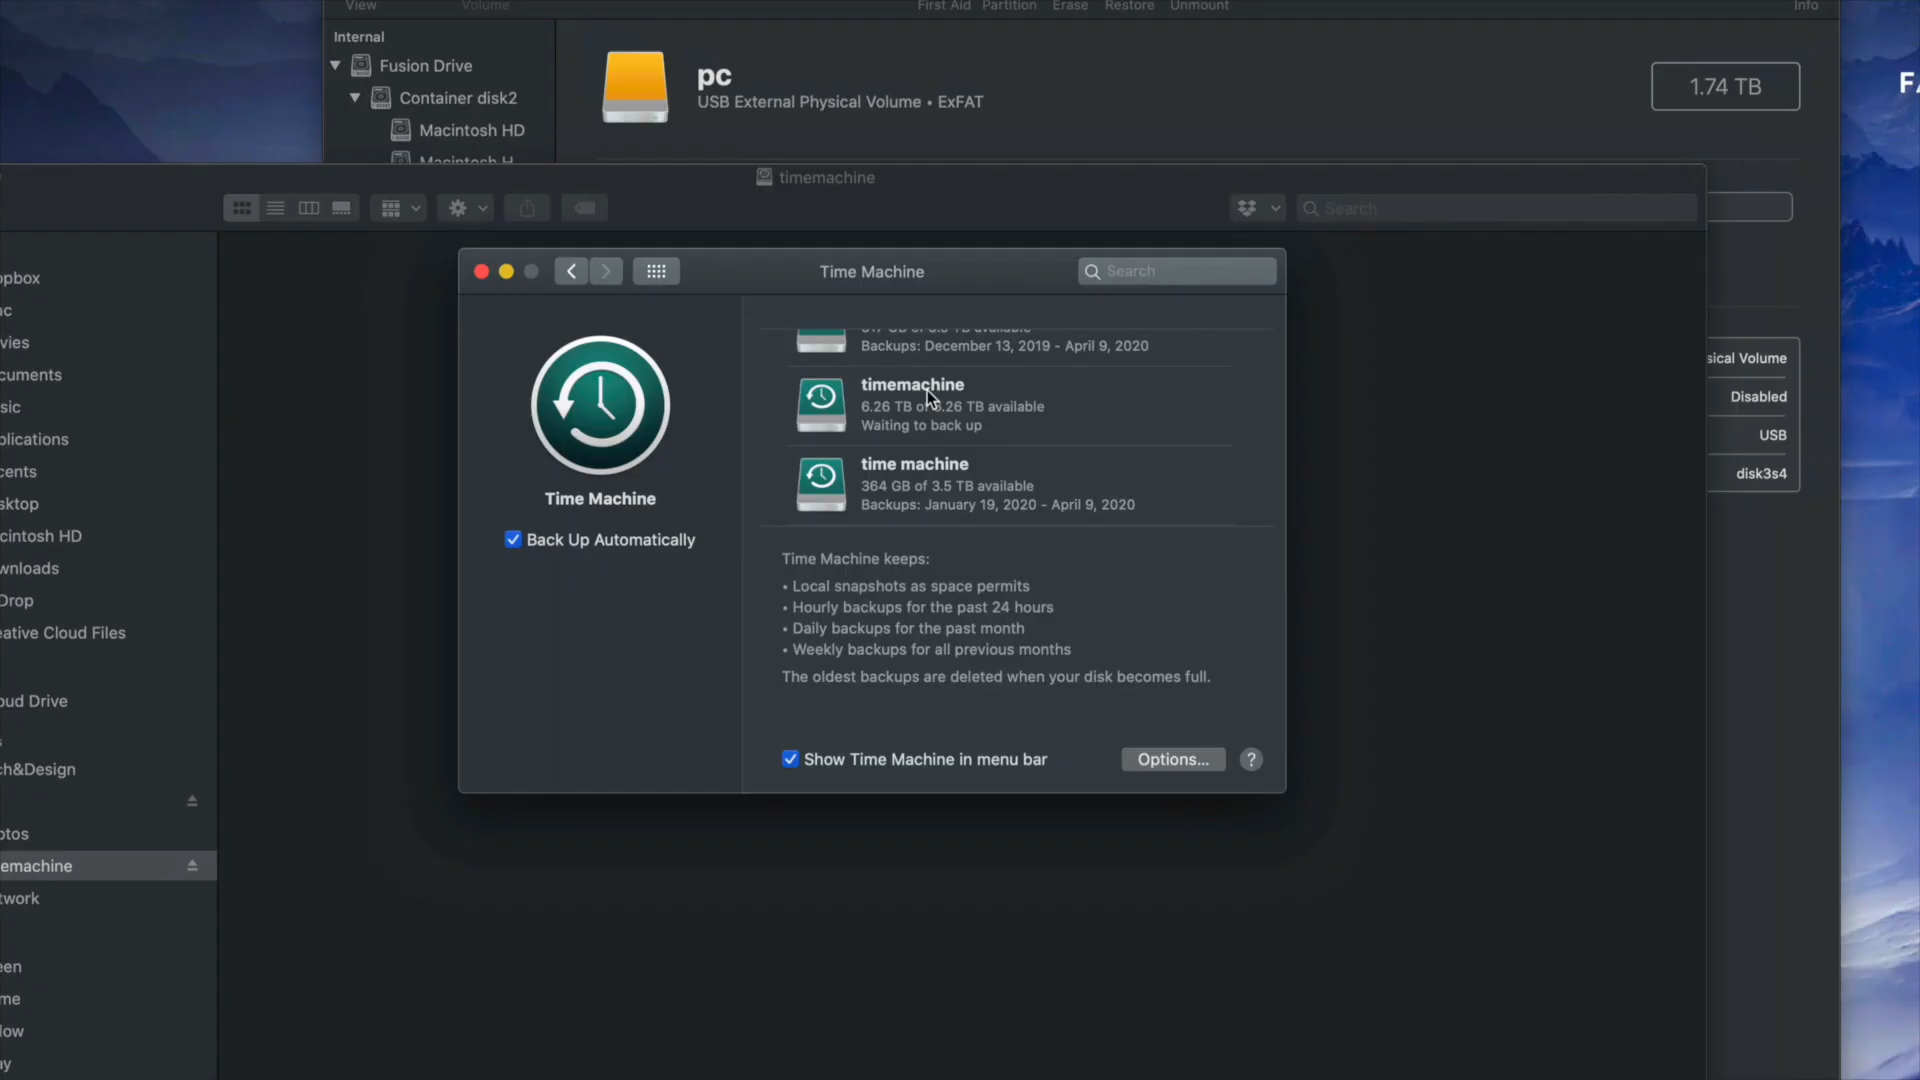 View
Volume
First Aid Partition Erase Restore Unmount
Info
Internal
Fusion Drive
Container disk2
Macintosh HD
Macintosh H
pc
USB External Physical Volume • ExFAT
1.74 TB
timemachine
Search
Time Machine
Search
Backups: December 13, 2019 - April 9, 2020
timemachine
6.26 TB of 6.26 TB available
Waiting to back up
time machine
364 GB of 3.5 TB available
Backups: January 19, 2020 - April 9, 2020
Time Machine
Back Up Automatically
Time Machine keeps:
• Local snapshots as space permits
• Hourly backups for the past 24 hours
• Daily backups for the past month
• Weekly backups for all previous months
The oldest backups are deleted when your disk becomes full.
Show Time Machine in menu bar
Options...
?
opbox
ac
vies
cuments
sic
plications
cents
sktop
cintosh HD
wnloads
Drop
eative Cloud Files
oud Drive
s
ch&Design
otos
emachine
twork
een
me
low
ay
sical Volume
Disabled
USB
disk3s4